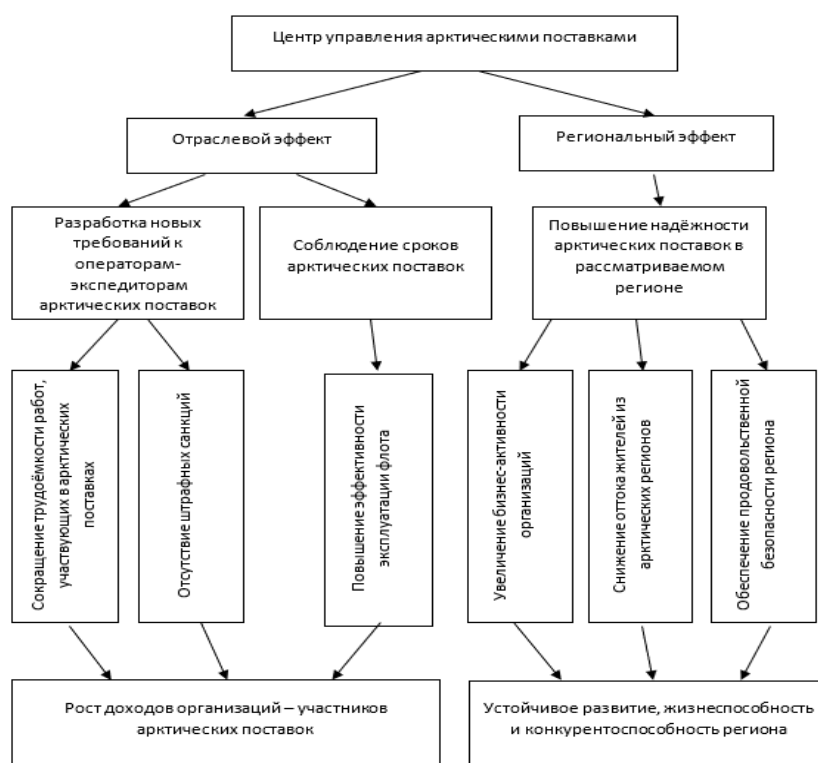 Центр управления арктическими поставками
Отраслевой эффект
Региональный эффект
Разработка новых
требований к
операторам-
экспедиторам
арктических поставок
Соблюдение сроков
арктических поставок
Повышение надёжности
арктических поставок в
рассматриваемом
регионе
Сокращение трудоёмкости работ,
участвующих в арктических
поставках
Отсутствие штрафных санкций
Повышение эффективности
эксплуатации флота
Увеличение бизнес-активности
организаций
Снижение оттока жителей из
арктических регионов
Обеспечение продовольственной
безопасности региона
Рост доходов организаций – участников
арктических поставок
Устойчивое развитие, жизнеспособность
и конкурентоспособность региона